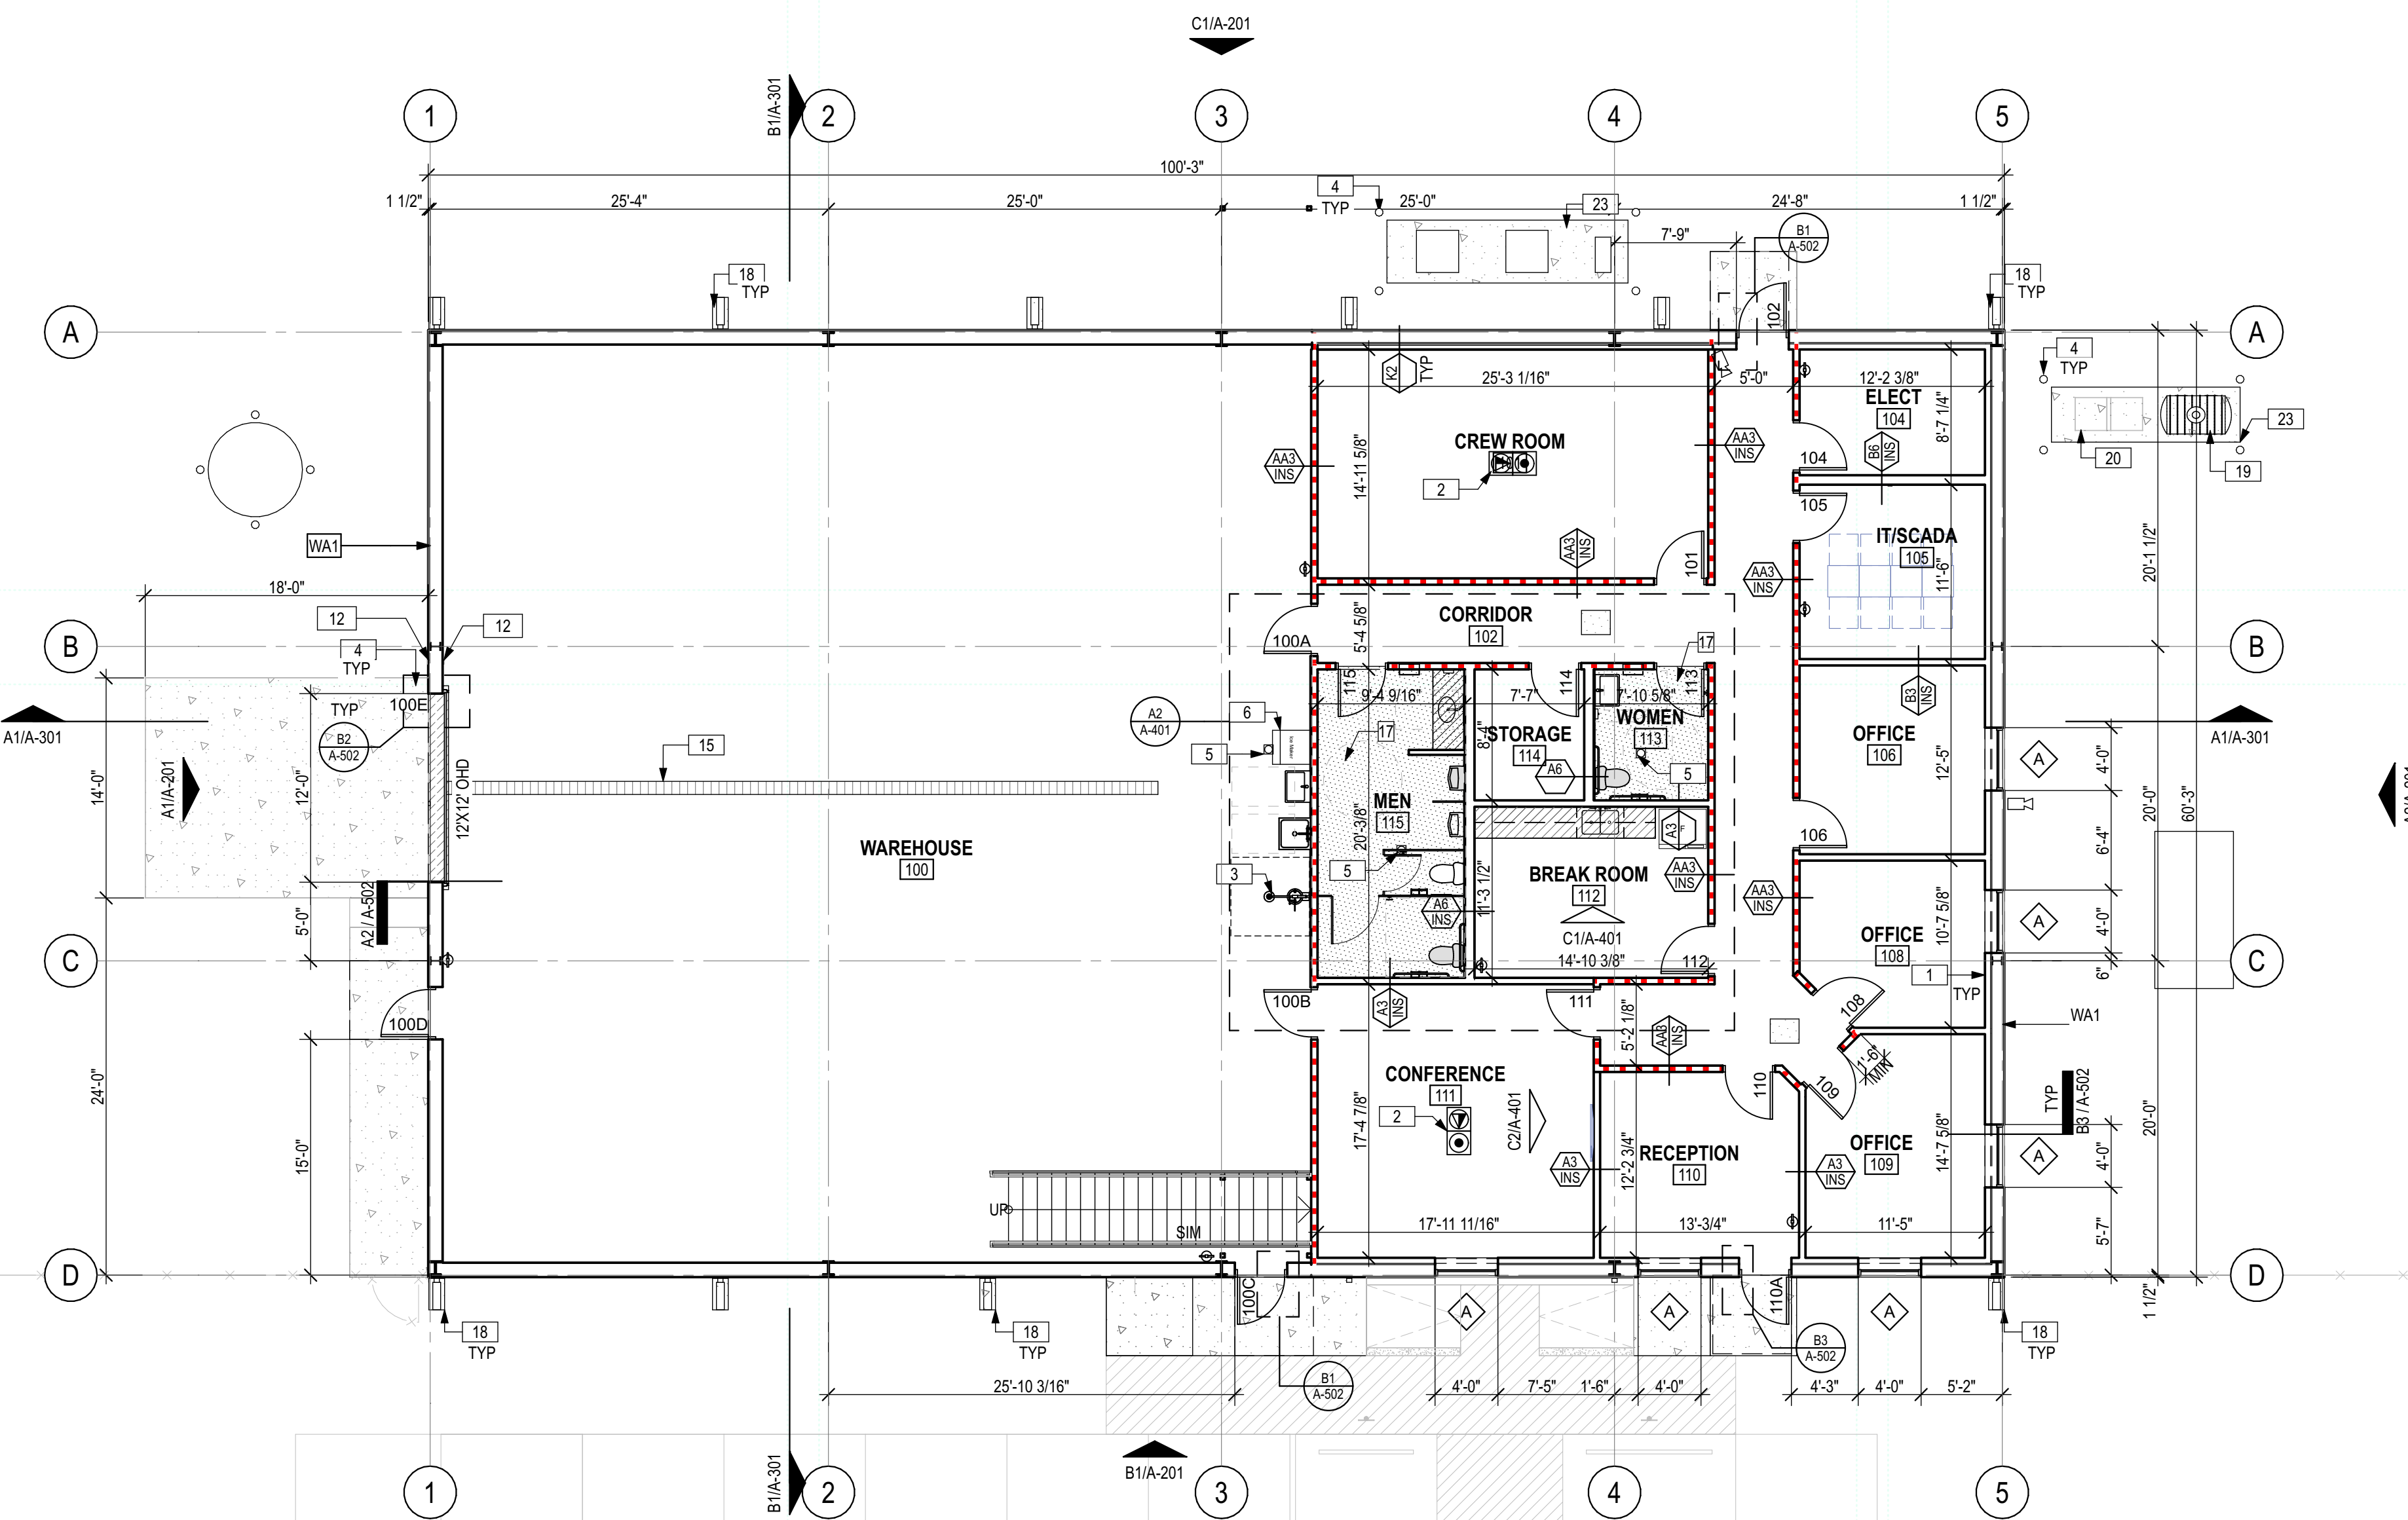 C1/A-201
B1/A-301
1
2
3
4
5
100'-3"
1 1/2"
25'-4"
25'-0"
4
TYP
25'-0"
23
24'-8"
1 1/2"
7'-9"
B1
A-502
18
TYP
18
TYP
102
A
A
4
TYP
K2
TYP
25'-3 1/16"
5'-0"
12'-2 3/8"
ELECT
104
8'-7 1/4"
23
CREW ROOM
AA3
INS
AA3
INS
14'-11 5/8"
2
104
B6
INS
20
19
105
IT/SCADA
105
11'-6"
WA1
AA3
INS
101
AA3
INS
20'-1 1/2"
18'-0"
12
12
CORRIDOR
102
5'-4 5/8"
100A
17
B
4
TYP
B
115
114
113
9'-4 9/16"
7'-7"
7'-10 5/8"
B3
INS
100E
TYP
A2
A-401
6
17
STORAGE
114
8'-4"
WOMEN
113
OFFICE
106
A1/A-301
A1/A-301
B2
A-502
15
5
A6
5
12'-5"
A
4'-0"
14'-0"
A1/A-201
12'-0"
12'X12' OHD
MEN
115
20'-3/8"
A3
F
106
20'-0"
60'-3"
6'-4"
WAREHOUSE
100
3
5
BREAK ROOM
112
AA3
INS
AA3
INS
11'-3 1/2"
10'-7 5/8"
A2 / A-502
5'-0"
A6
INS
C1/A-401
OFFICE
108
A
4'-0"
C
14'-10 3/8"
112
1
TYP
6"
C
100D
100B
A3
INS
111
108
5'-2 1/8"
AA3
INS
WA1
24'-0"
CONFERENCE
111
110
109
1'-6"
MIN
TYP
B3 / A-502
15'-0"
2
17'-4 7/8"
C2/A-401
RECEPTION
110
OFFICE
109
14'-7 5/8"
A
4'-0"
20'-0"
A3
INS
12'-2 3/4"
A3
INS
UP
SIM
17'-11 11/16"
13'-3/4"
11'-5"
5'-7"
D
D
100C
110A
1 1/2"
18
TYP
18
TYP
A
A
A
18
TYP
B3
A-502
25'-10 3/16"
B1
A-502
4'-0"
7'-5"
1'-6"
4'-0"
4'-3"
4'-0"
5'-2"
B1/A-301
B1/A-201
1
2
3
4
5